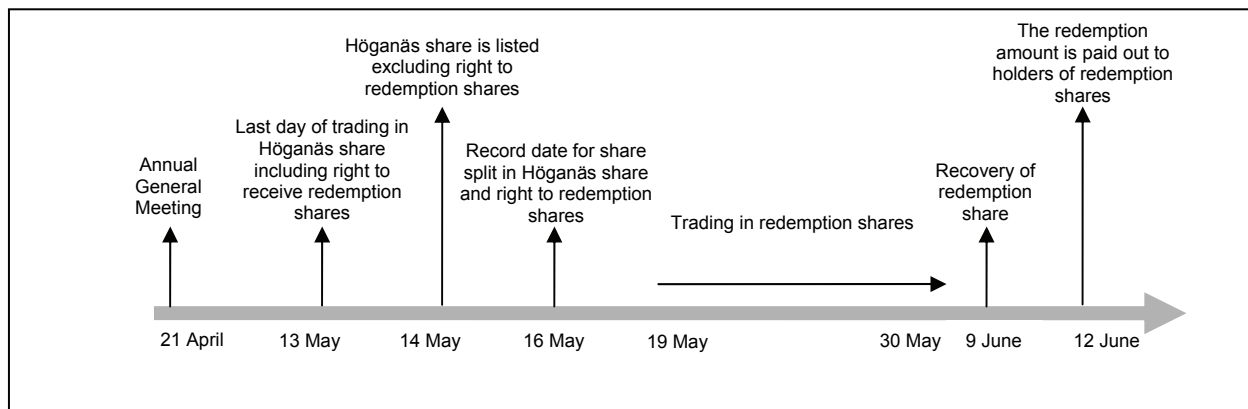 Annual
General
Meeting
Last day of trading in
Höganäs share
including right to
receive redemption
shares
Höganäs share is listed
excluding right to
redemption shares
Record date for share
split in Höganäs share
and right to redemption
shares
Trading in redemption shares
Recovery of
redemption
share
The redemption
amount is paid out to
holders of redemption
shares
21 April
13 May
14 May
16 May
19 May
30 May
9 June
12 June